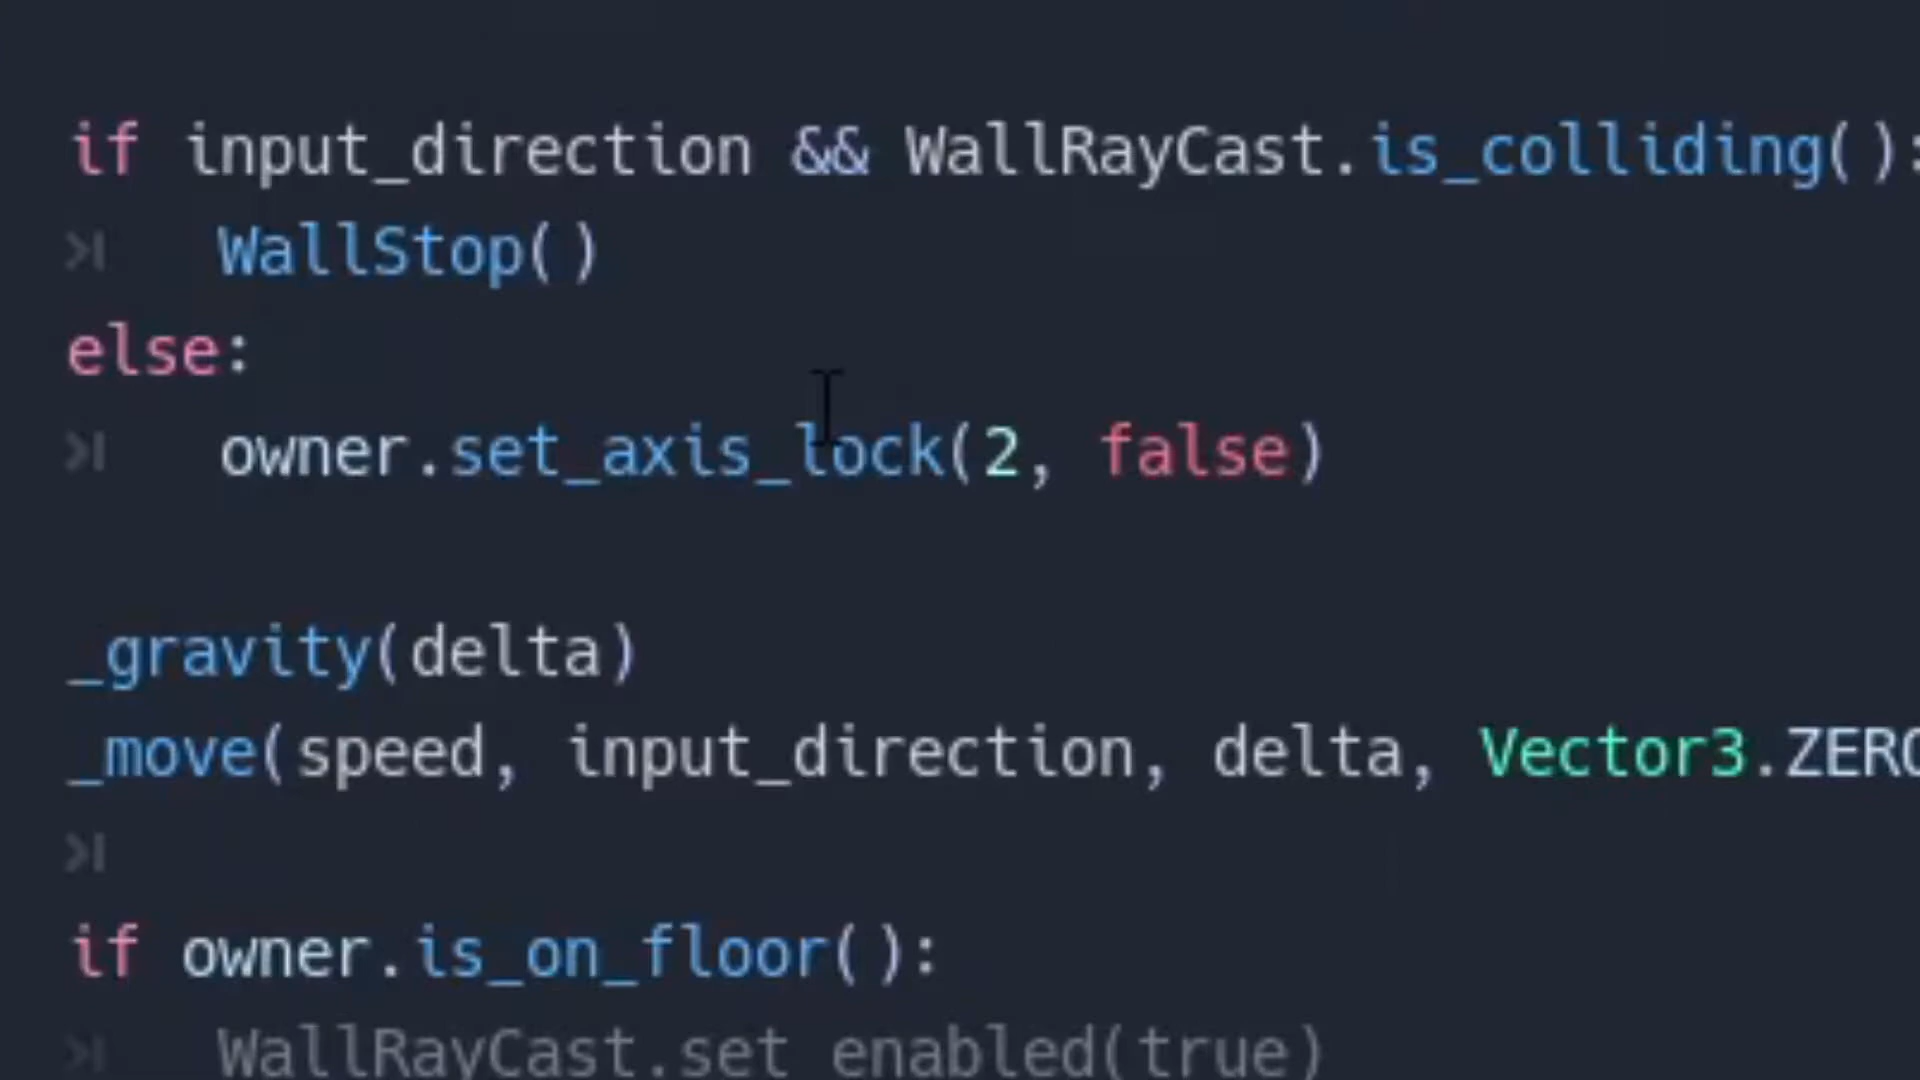 if input_direction && WallRayCast.is_colliding():
WallStop()
else:
owner.set_axis_lock(2, false)
_gravity(delta)
_move(speed, input_direction, delta, Vector3.ZERO
if owner.is_on_floor():
WallRayCast.set_enabled(true)